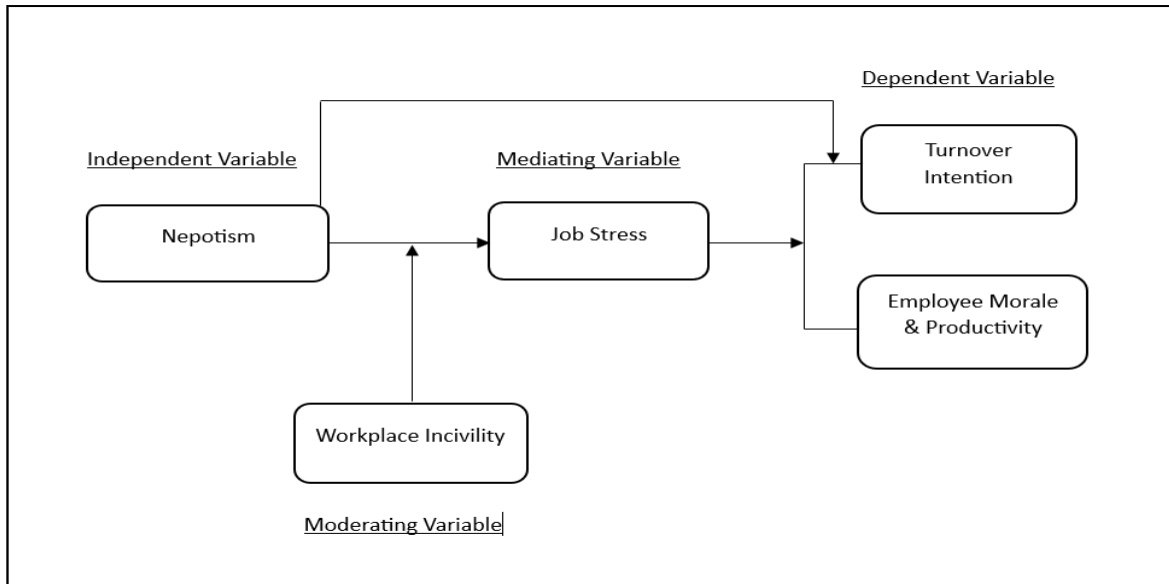 Dependent Variable
Turnover
Intention
Independent Variable
Mediating Variable
Nepotism
Job Stress
Employee Morale
& Productivity
Workplace Incivility
Moderating Variable